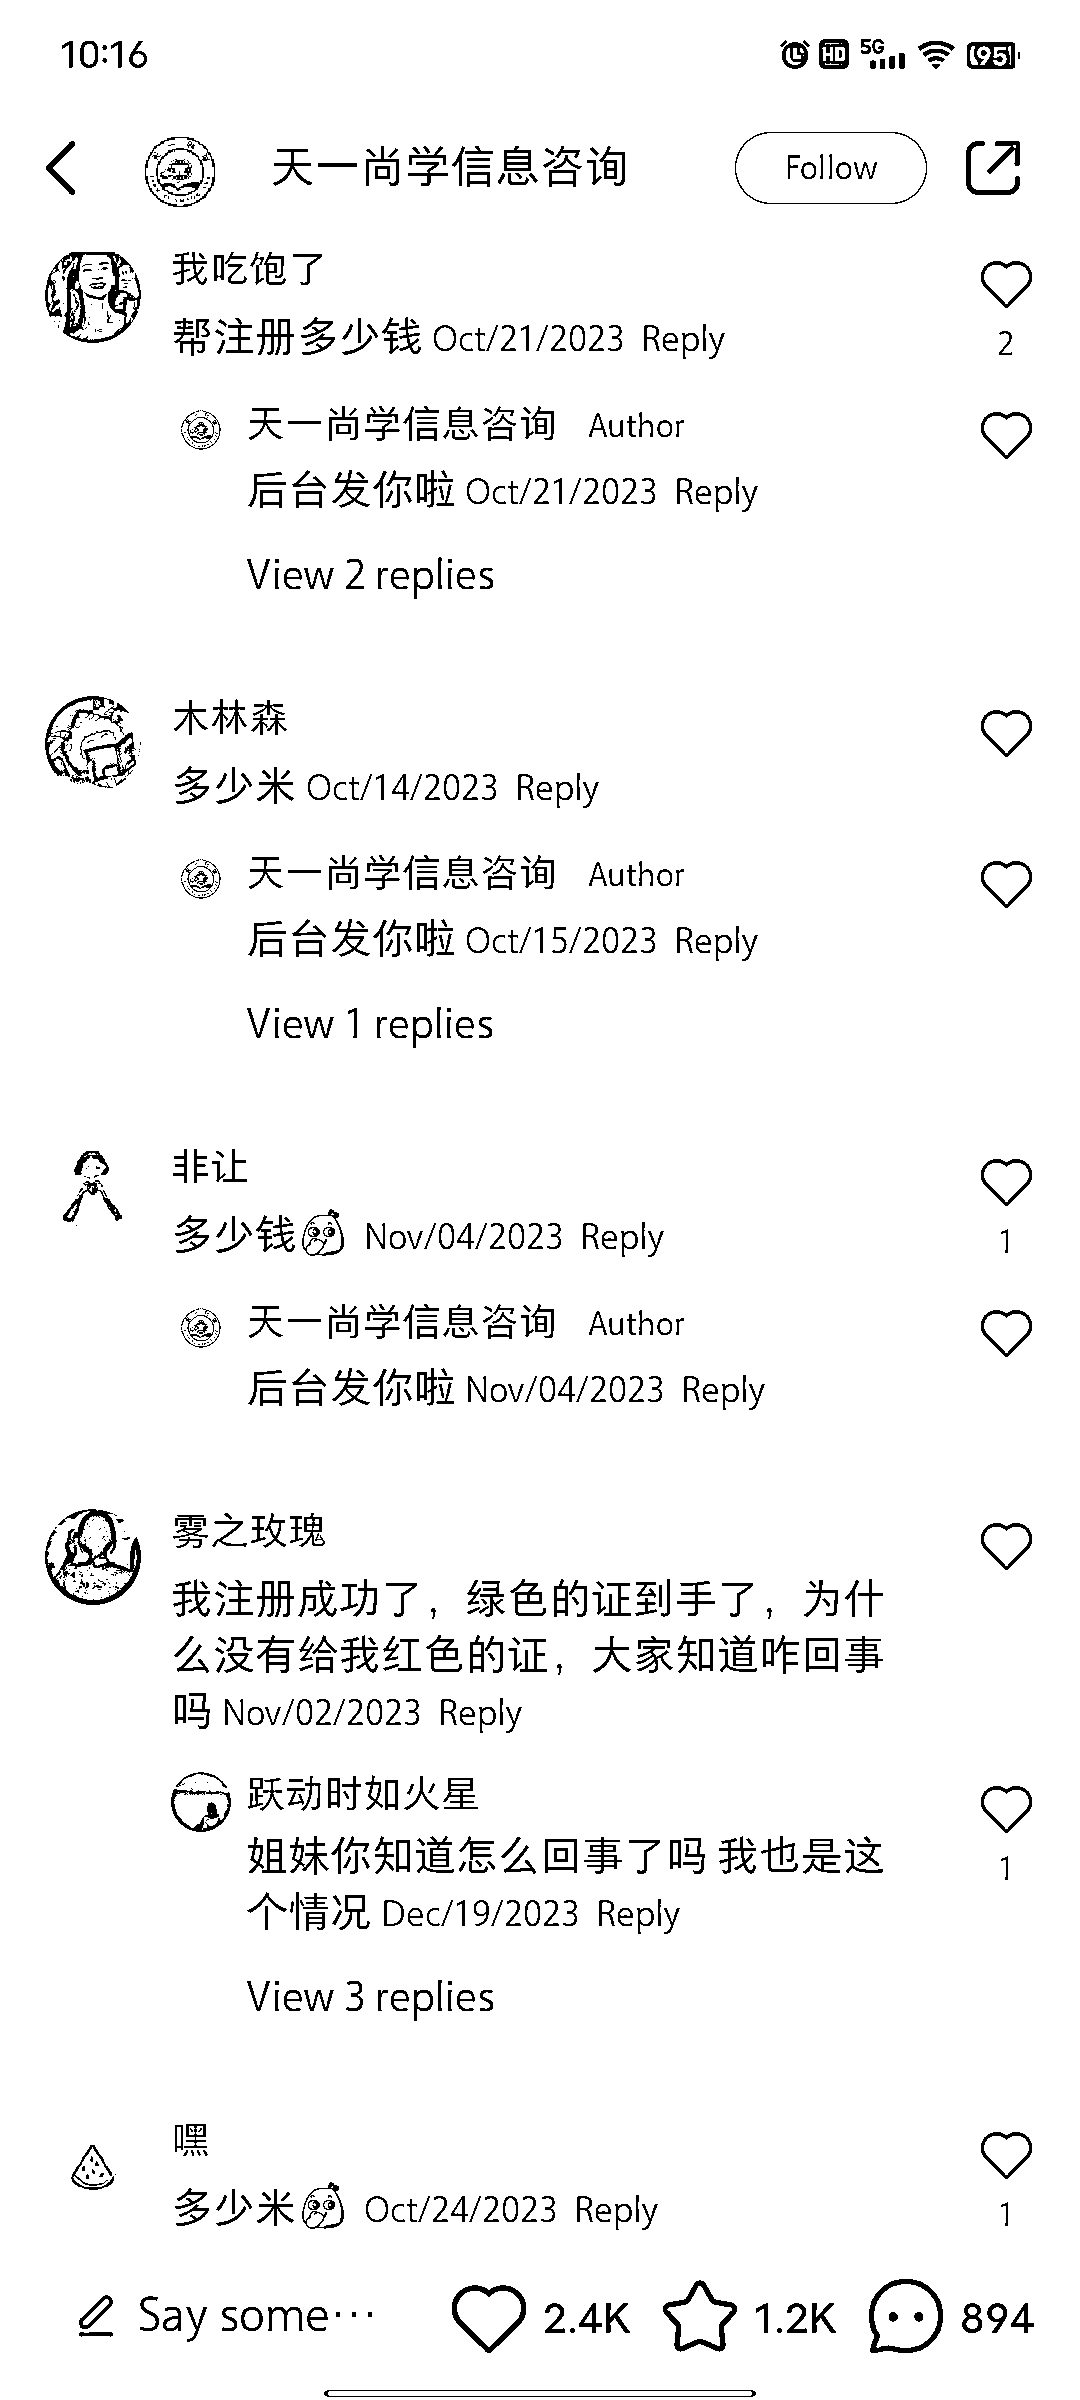 10:16
HD 5G 95
天一尚学信息咨询 Follow
我吃饱了
帮注册多少钱 Oct/21/2023 Reply
2
天一尚学信息咨询 Author
后台发你啦 Oct/21/2023 Reply
View 2 replies
木林森
多少米 Oct/14/2023 Reply
天一尚学信息咨询 Author
后台发你啦 Oct/15/2023 Reply
View 1 replies
非让
多少钱 Nov/04/2023 Reply
1
天一尚学信息咨询 Author
后台发你啦 Nov/04/2023 Reply
雾之玫瑰
我注册成功了，绿色的证到手了，为什
么没有给我红色的证，大家知道咋回事
吗 Nov/02/2023 Reply
跃动时如火星
姐妹你知道怎么回事了吗 我也是这
1
个情况 Dec/19/2023 Reply
View 3 replies
嘿
多少米 Oct/24/2023 Reply
1
Say some… 2.4K 1.2K 894